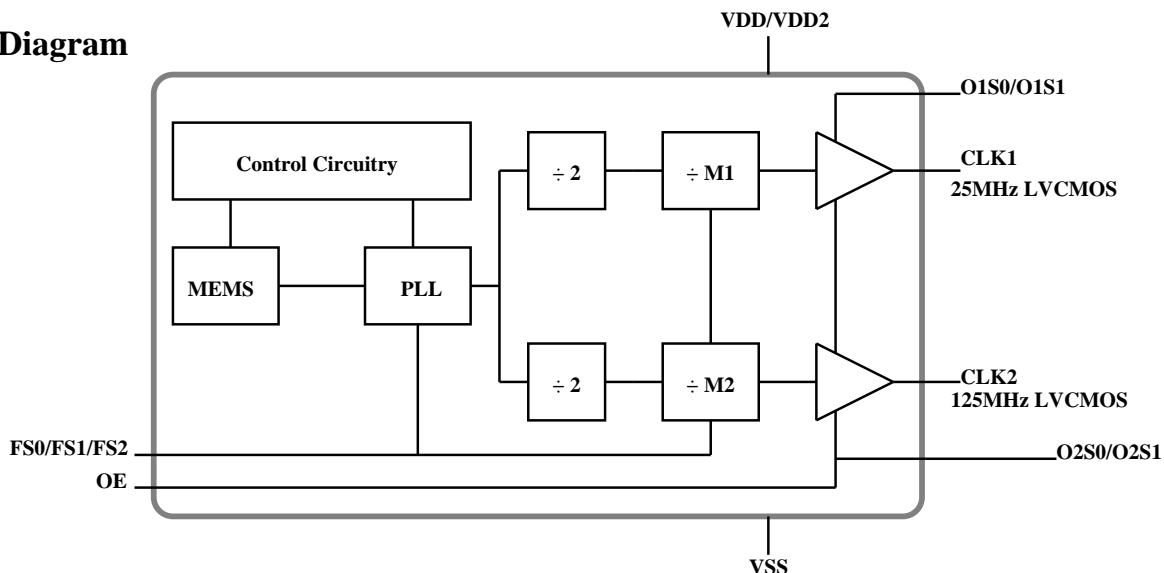 Diagram
VDD/VDD2
O1S0/O1S1
Control Circuitry
÷ 2
÷ M1
CLK1
25MHz LVCMOS
MEMS
PLL
÷ 2
÷ M2
CLK2
125MHz LVCMOS
FS0/FS1/FS2
O2S0/O2S1
OE
VSS